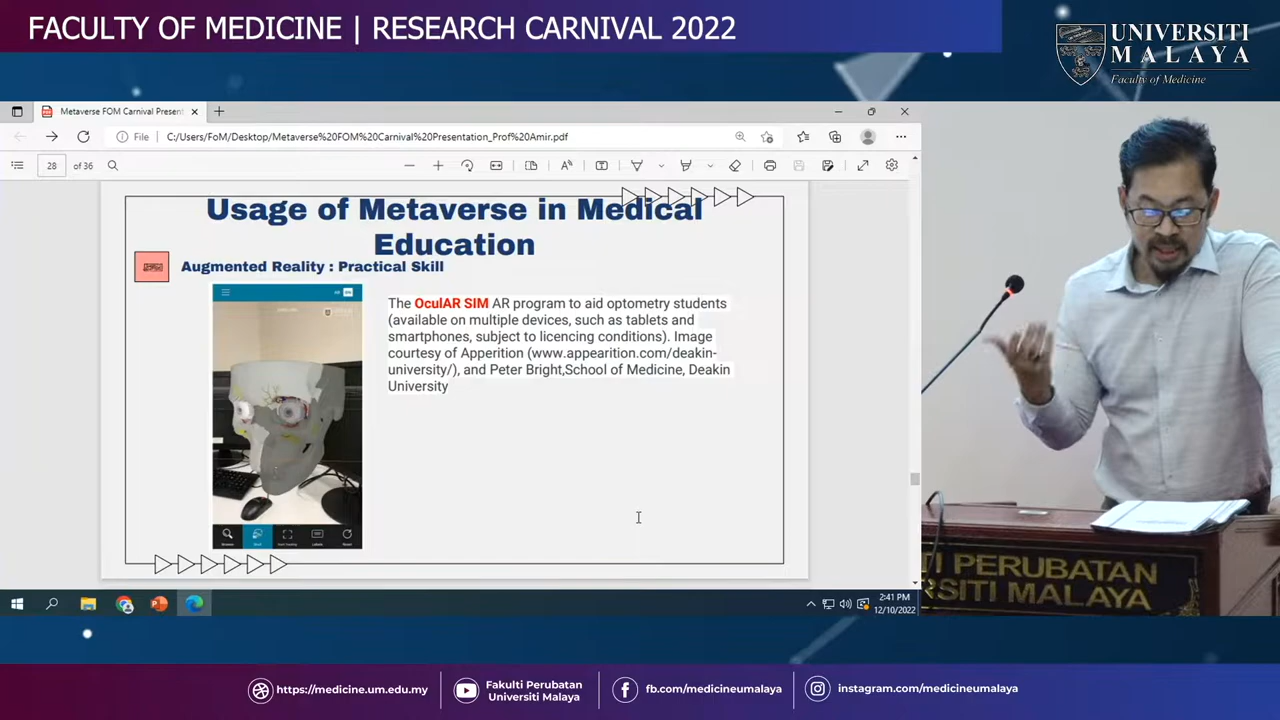 FACULTY OF MEDICINE | RESEARCH CARNIVAL 2022
UNIVERSITI
MALAYA
Faculty of Medicine
Metaverse FOM Carnival Present
File
C:/Users/FoM/Desktop/Metaverse%20FOM%20Carnival%20Presentation_Prof%20Amir.pdf
28 of 36
Usage of Metaverse in Medical
Education
Augmented Reality : Practical Skill
The OculAR SIM AR program to aid optometry students
(available on multiple devices, such as tablets and
smartphones, subject to licencing conditions). Image
courtesy of Apperition (www.appearition.com/deakin-
university/), and Peter Bright,School of Medicine, Deakin
University
Labels
Reset
I PERUBATAN
RSITI MALAYA
2:41 PM
12/10/2022
https://medicine.um.edu.my
Fakulti Perubatan
Universiti Malaya
fb.com/medicineumalaya
instagram.com/medicineumalaya